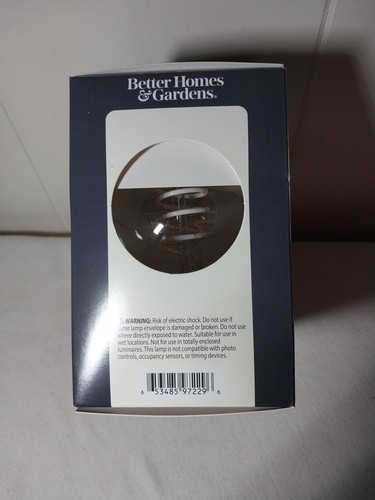 Better Homes
& Gardens®
WARNING: Risk of electric shock. Do not use if
outer lamp envelope is damaged or broken. Do not use
where directly exposed to water. Suitable for use in
wet locations. Not for use in totally enclosed
luminaires. This lamp is not compatible with photo
controls, occupancy sensors, or timing devices.
6 53485 97229 6